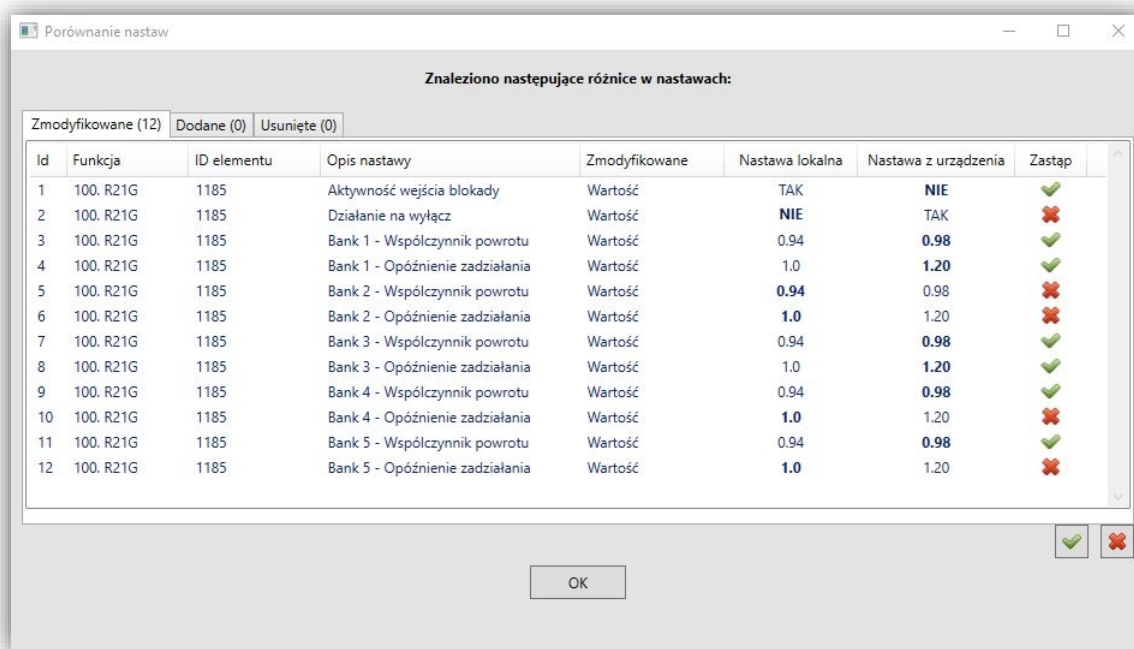 Porównanie nastaw
Znaleziono następujące różnice w nastawach:
Zmodyfikowane (12) Dodane (0) Usunięte (0)
Id Funkcja ID elementu Opis nastawy Zmodyfikowane Nastawa lokalna Nastawa z urządzenia Zastąp
1 100. R21G 1185 Aktywność wejścia blokady Wartość TAK NIE
2 100. R21G 1185 Działanie na wyłącz Wartość NIE TAK
3 100. R21G 1185 Bank 1 - Współczynnik powrotu Wartość 0.94 0.98
4 100. R21G 1185 Bank 1 - Opóźnienie zadziałania Wartość 1.0 1.20
5 100. R21G 1185 Bank 2 - Współczynnik powrotu Wartość 0.94 0.98
6 100. R21G 1185 Bank 2 - Opóźnienie zadziałania Wartość 1.0 1.20
7 100. R21G 1185 Bank 3 - Współczynnik powrotu Wartość 0.94 0.98
8 100. R21G 1185 Bank 3 - Opóźnienie zadziałania Wartość 1.0 1.20
9 100. R21G 1185 Bank 4 - Współczynnik powrotu Wartość 0.94 0.98
10 100. R21G 1185 Bank 4 - Opóźnienie zadziałania Wartość 1.0 1.20
11 100. R21G 1185 Bank 5 - Współczynnik powrotu Wartość 0.94 0.98
12 100. R21G 1185 Bank 5 - Opóźnienie zadziałania Wartość 1.0 1.20
OK